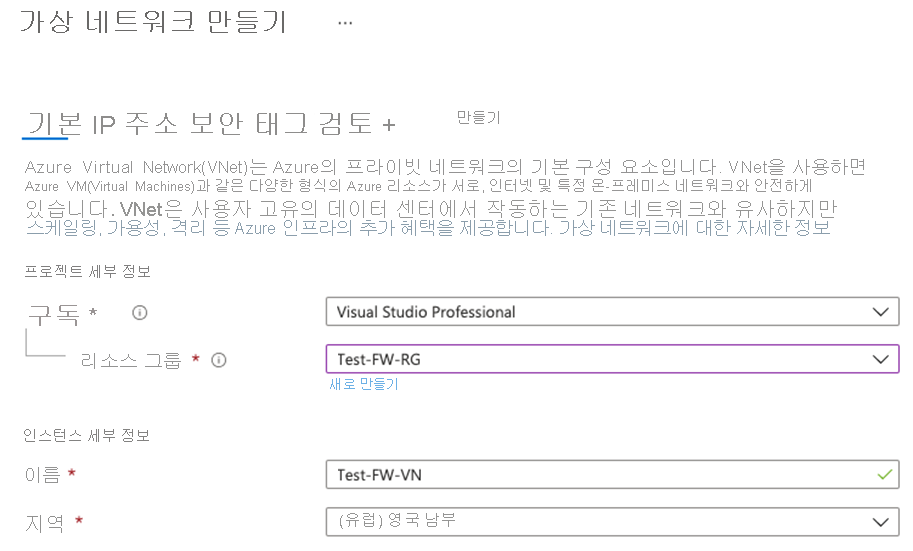 가상 네트워크 만들기 ...
기본 IP 주소 보안 태그 검토 + 만들기
Azure Virtual Network(VNet)는 Azure의 프라이빗 네트워크의 기본 구성 요소입니다. VNet을 사용하면
Azure VM(Virtual Machines)과 같은 다양한 형식의 Azure 리소스가 서로, 인터넷 및 특정 온-프레미스 네트워크와 안전하게
있습니다. VNet은 사용자 고유의 데이터 센터에서 작동하는 기존 네트워크와 유사하지만
스케일링, 가용성, 격리 등 Azure 인프라의 추가 혜택을 제공합니다. 가상 네트워크에 대한 자세한 정보
프로젝트 세부 정보
구독 * Visual Studio Professional
리소스 그룹 * Test-FW-RG
새로 만들기
인스턴스 세부 정보
이름 * Test-FW-VN
지역 * (유럽) 영국 남부